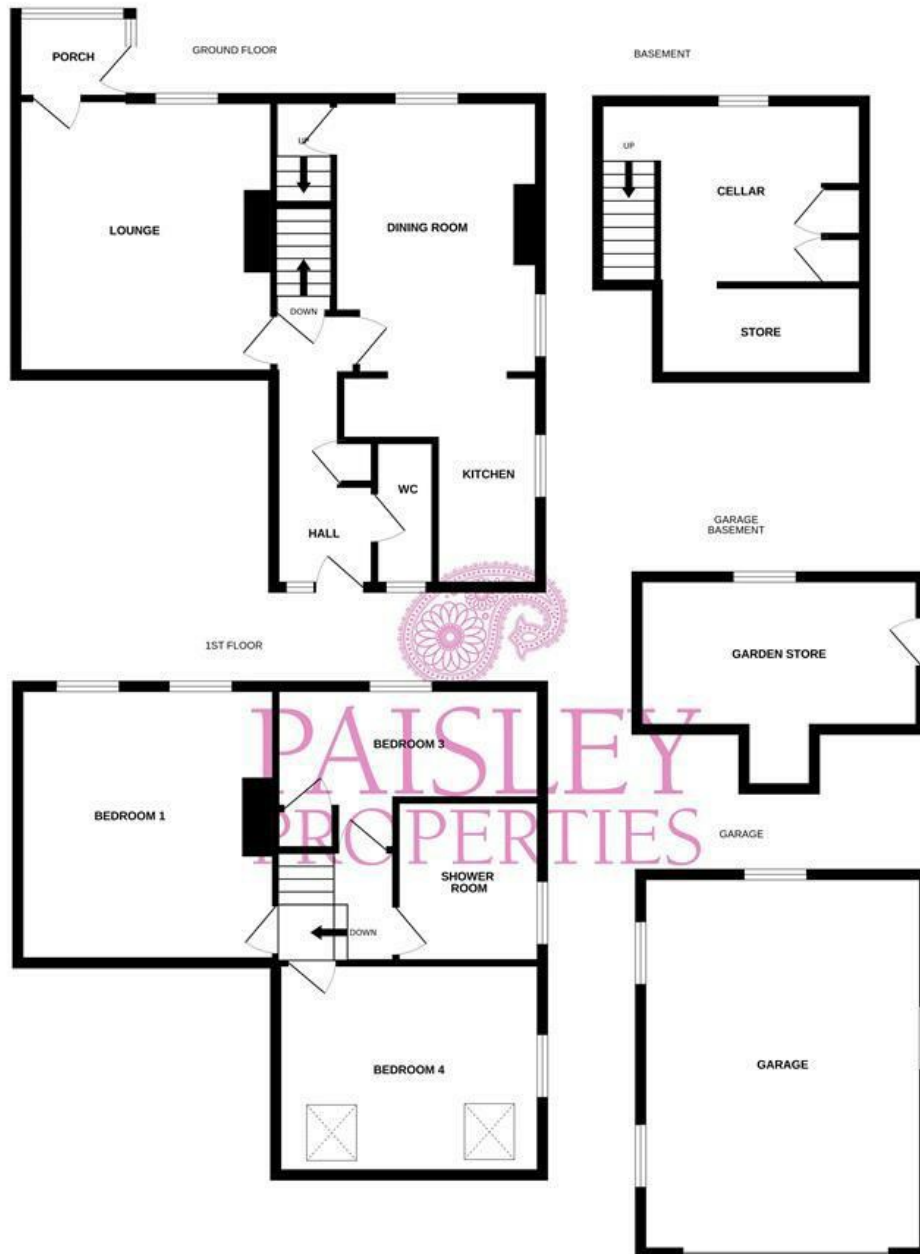 GROUND FLOOR
PORCH
UP
LOUNGE
DINING ROOM
DOWN
KITCHEN
WC
HALL
BASEMENT
UP
CELLAR
STORE
GARAGE
BASEMENT
GARDEN STORE
1ST FLOOR
BEDROOM 3
BEDROOM 1
SHOWER
ROOM
DOWN
BEDROOM 4
PAISLEY
PROPERTIES
GARAGE
GARAGE